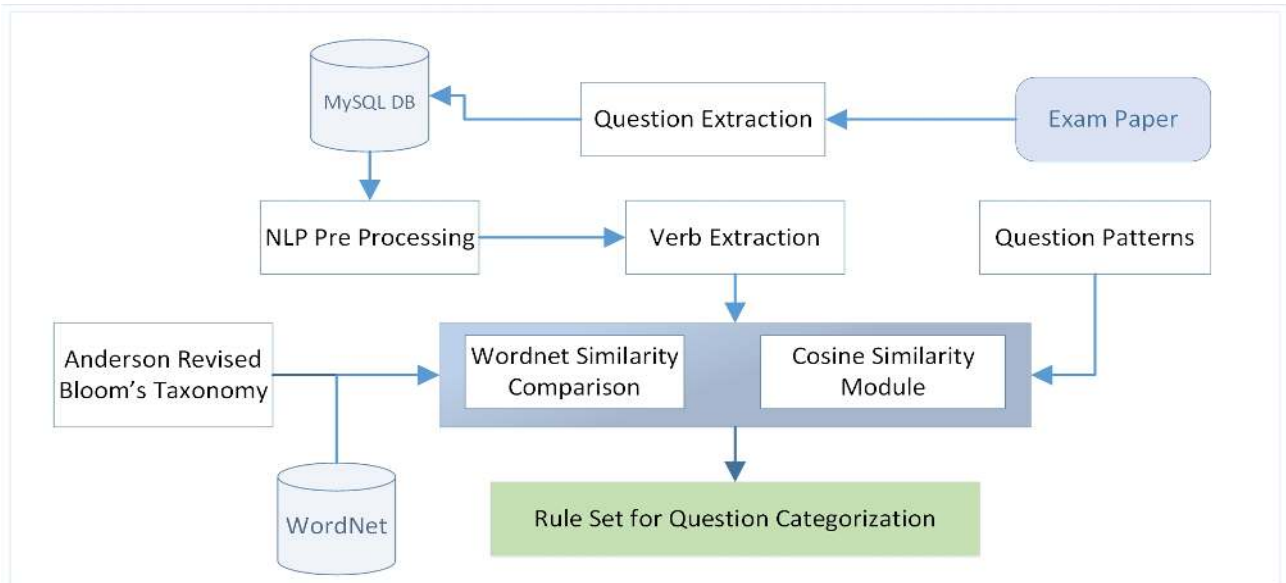 MySQL DB
Question Extraction
Exam Paper
NLP Pre Processing
Verb Extraction
Question Patterns
Anderson Revised
Bloom's Taxonomy
Wordnet Similarity
Comparison
Cosine Similarity
Module
WordNet
Rule Set for Question Categorization